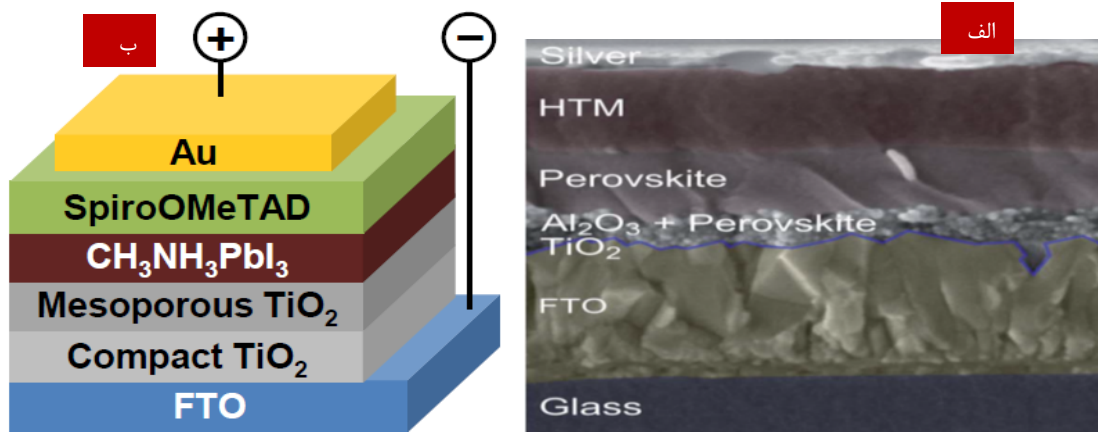 ب
+
−
Au
SpiroOMeTAD
CH₃NH₃PbI₃
Mesoporous TiO₂
Compact TiO₂
FTO
الف
Silver
HTM
Perovskite
Al₂O₃ + Perovskite
TiO₂
FTO
Glass